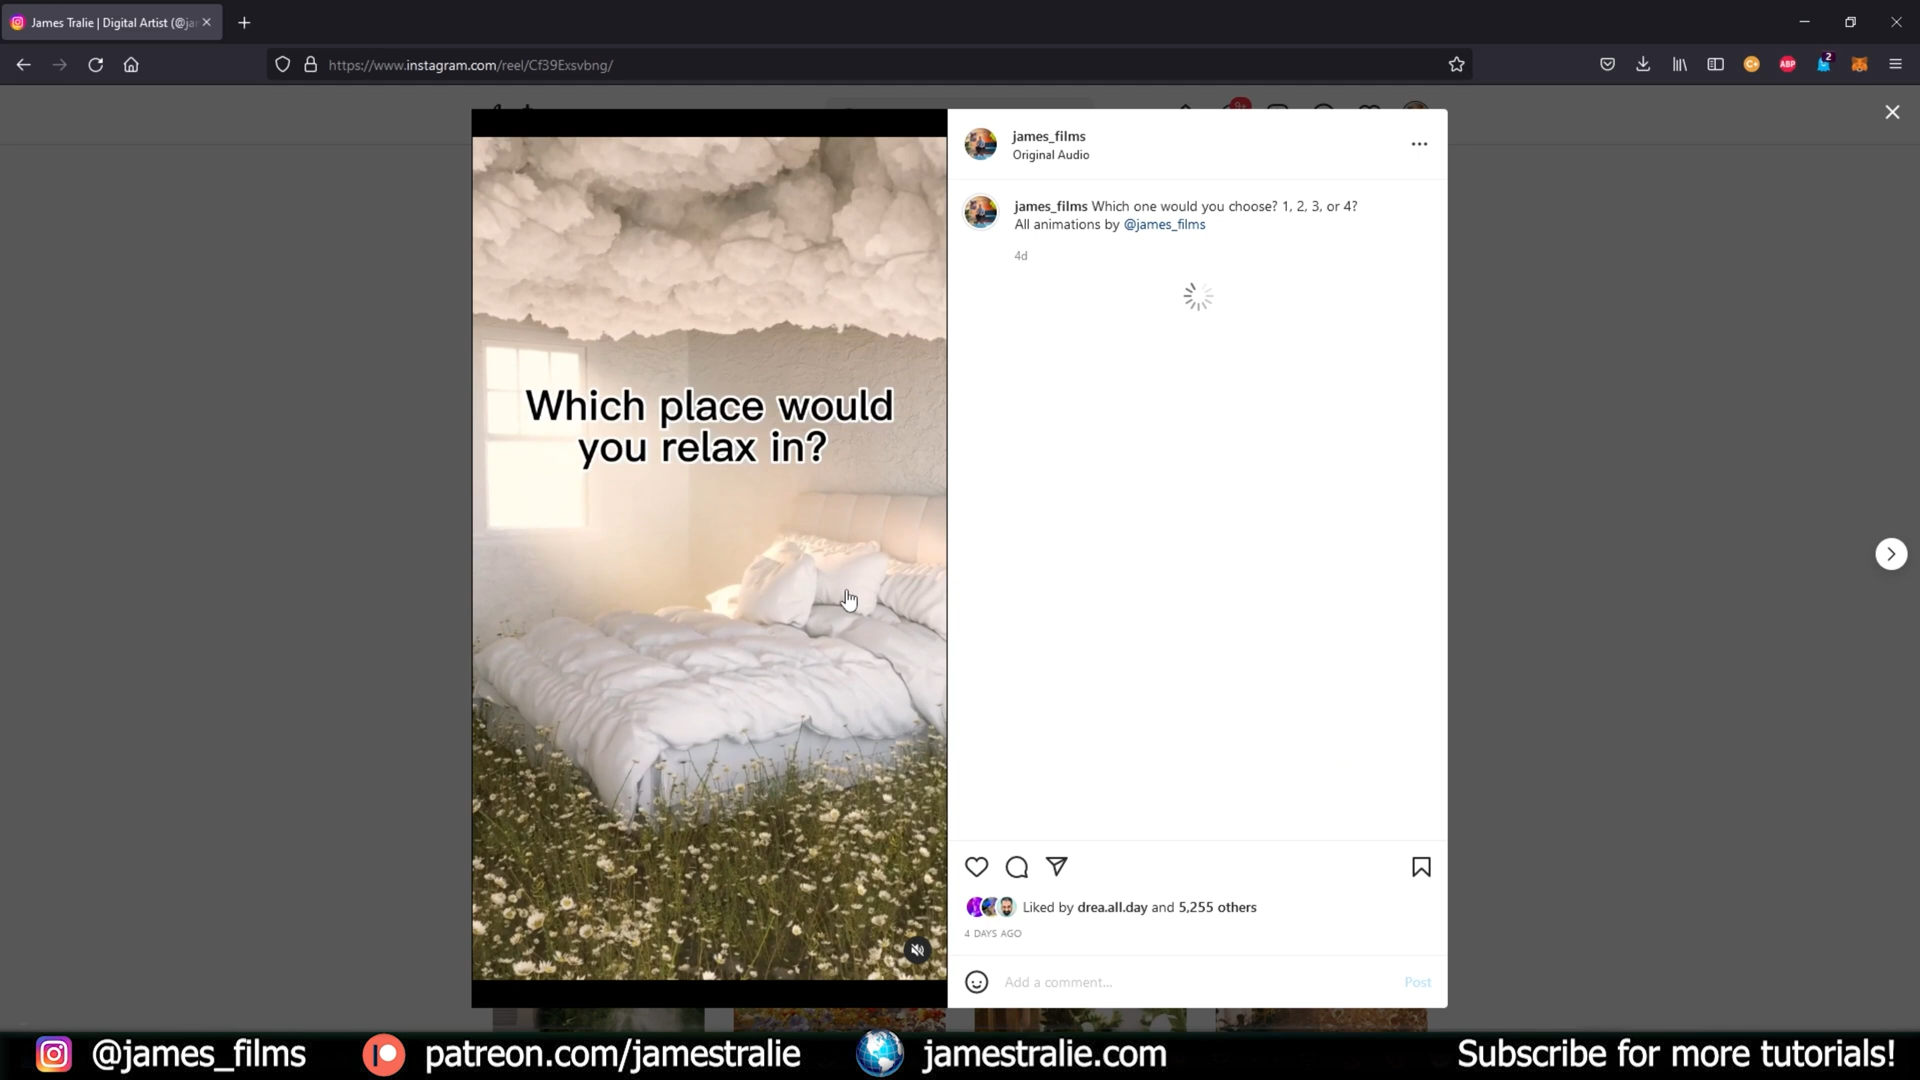 James Tralie | Digital Artist (@ja
https://www.instagram.com/reel/Cf39Exsvbng/
ABP
2
9+
james_films
Original Audio
james_films Which one would you choose? 1, 2, 3, or 4?
All animations by @james_films
4d
Which place would
you relax in?
Liked by drea.all.day and 5,255 others
4 DAYS AGO
Add a comment...
Post
@james_films
patreon.com/jamestralie
jamestralie.com
Subscribe for more tutorials!